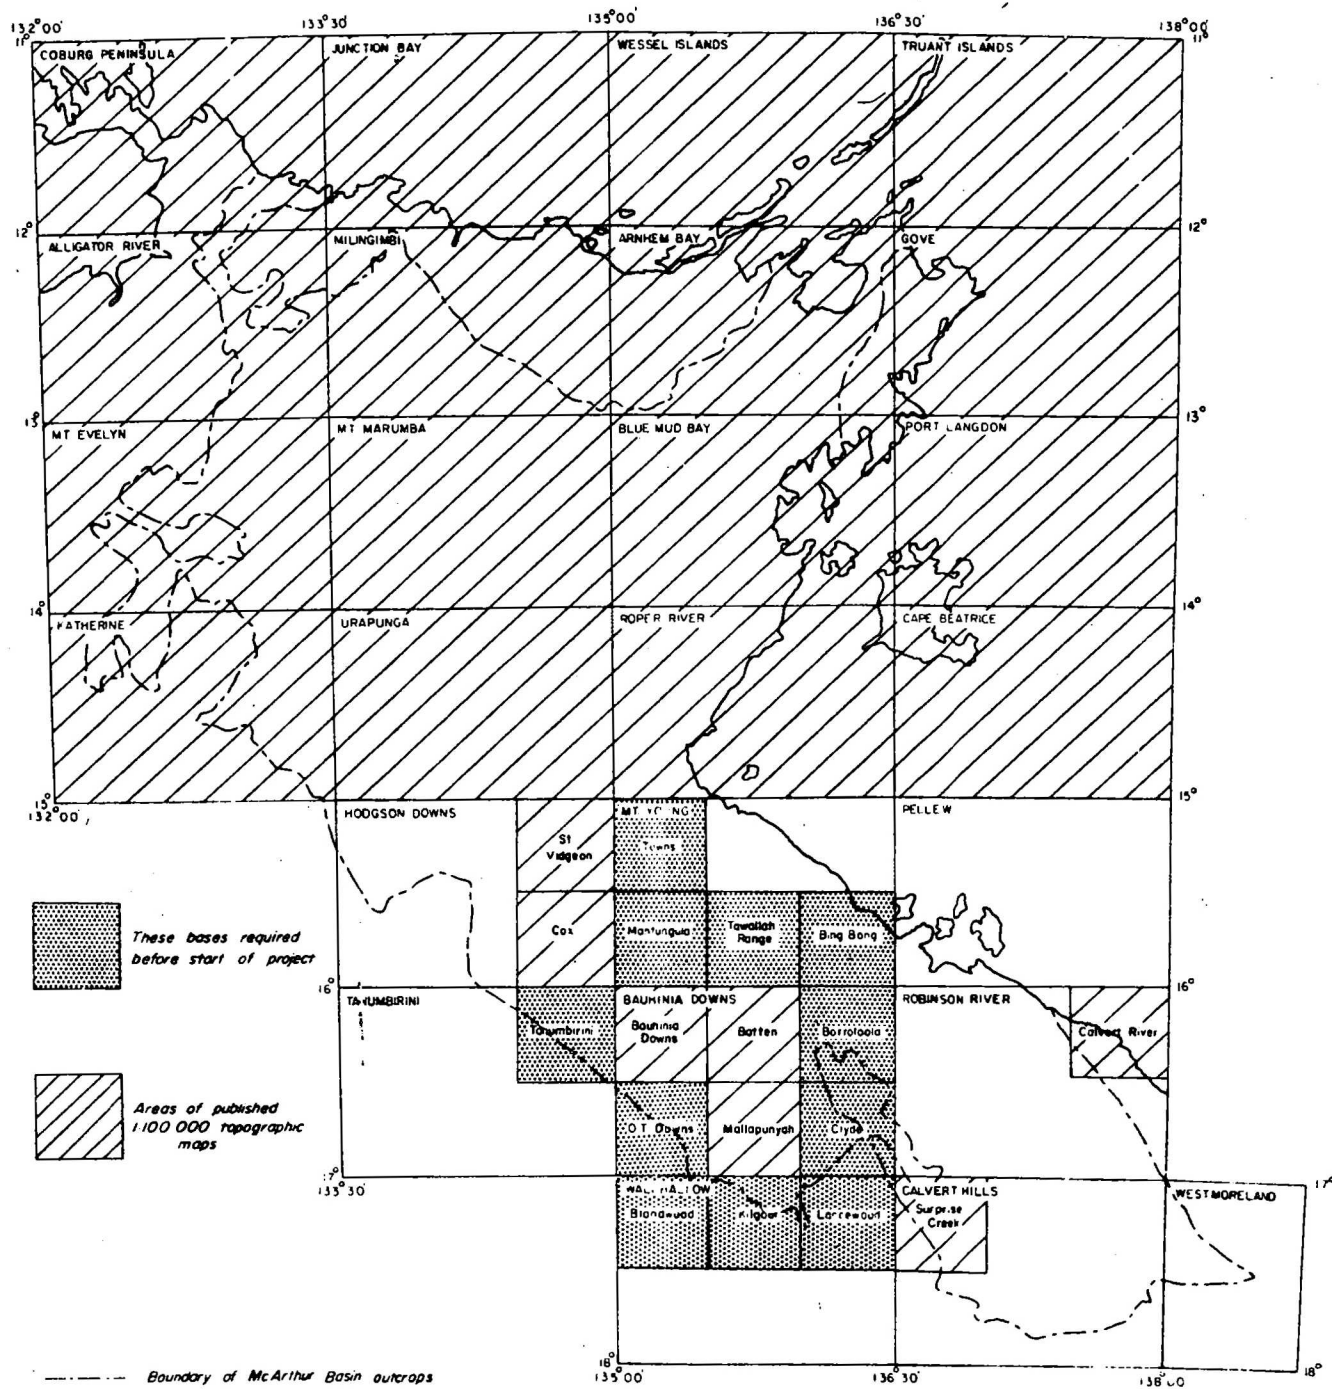 132°00' 133°30' 135°00' 136°30' 138°00'
11° 11°
COBURG PENINSULA JUNCTION BAY WESSEL ISLANDS TRUANT ISLANDS
12° 12°
ALLIGATOR RIVER MILINGIMBI ARNHEM BAY GOVE
13° 13°
MT EVELYN MT MARUMBA BLUE MUD BAY PORT LANGDON
14° 14°
KATHERINE URAPUNGA ROPER RIVER CAPE BEATRICE
15° 15°
132°00'
HODGSON DOWNS MT YOUNG PELLEW
St
Vidgeon
Towns
Cox
Mantungula
Tawallah
Range
Bing Bong
These bases required
before start of project
16° 16°
TANUMBIRINI BAUHINIA DOWNS ROBINSON RIVER
Tanumbirini
Bauhinia
Downs
Batten
Borroloola
Calvert River
Areas of published
1:100 000 topographic
maps
O T Downs
Mallapunyah
Clyde
17° 17°
133°30'
WALHALLOW CALVERT HILLS WESTMORELAND
Kilgour
Surprise
Creek
18° 18°
135°00' 136°30' 138°00'
Boundary of McArthur Basin outcrops